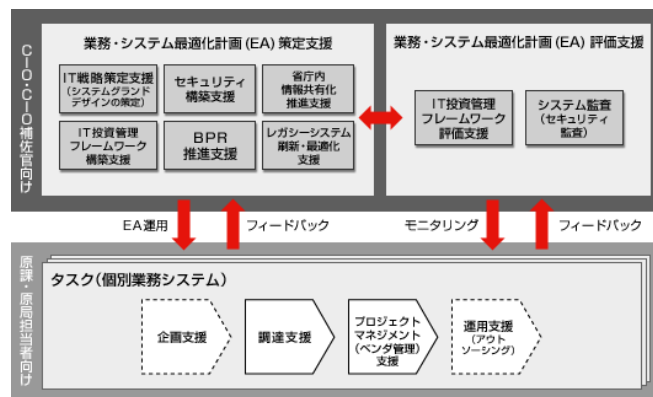 CIO・CIO補佐官向け
業務・システム最適化計画(EA)策定支援
IT戦略策定支援
(システムグランド
デザインの策定)
セキュリティ
構築支援
省庁内
情報共有化
推進支援
IT投資管理
フレームワーク
構築支援
BPR
推進支援
レガシーシステム
刷新・最適化
支援
業務・システム最適化計画(EA)評価支援
IT投資管理
フレームワーク
評価支援
システム監査
(セキュリティ
監査)
EA運用
フィードバック
モニタリング
フィードバック
原課・原局担当者向け
タスク(個別業務システム)
企画支援
調達支援
プロジェクト
マネジメント
(ベンダ管理)
支援
運用支援
(アウト
ソーシング)